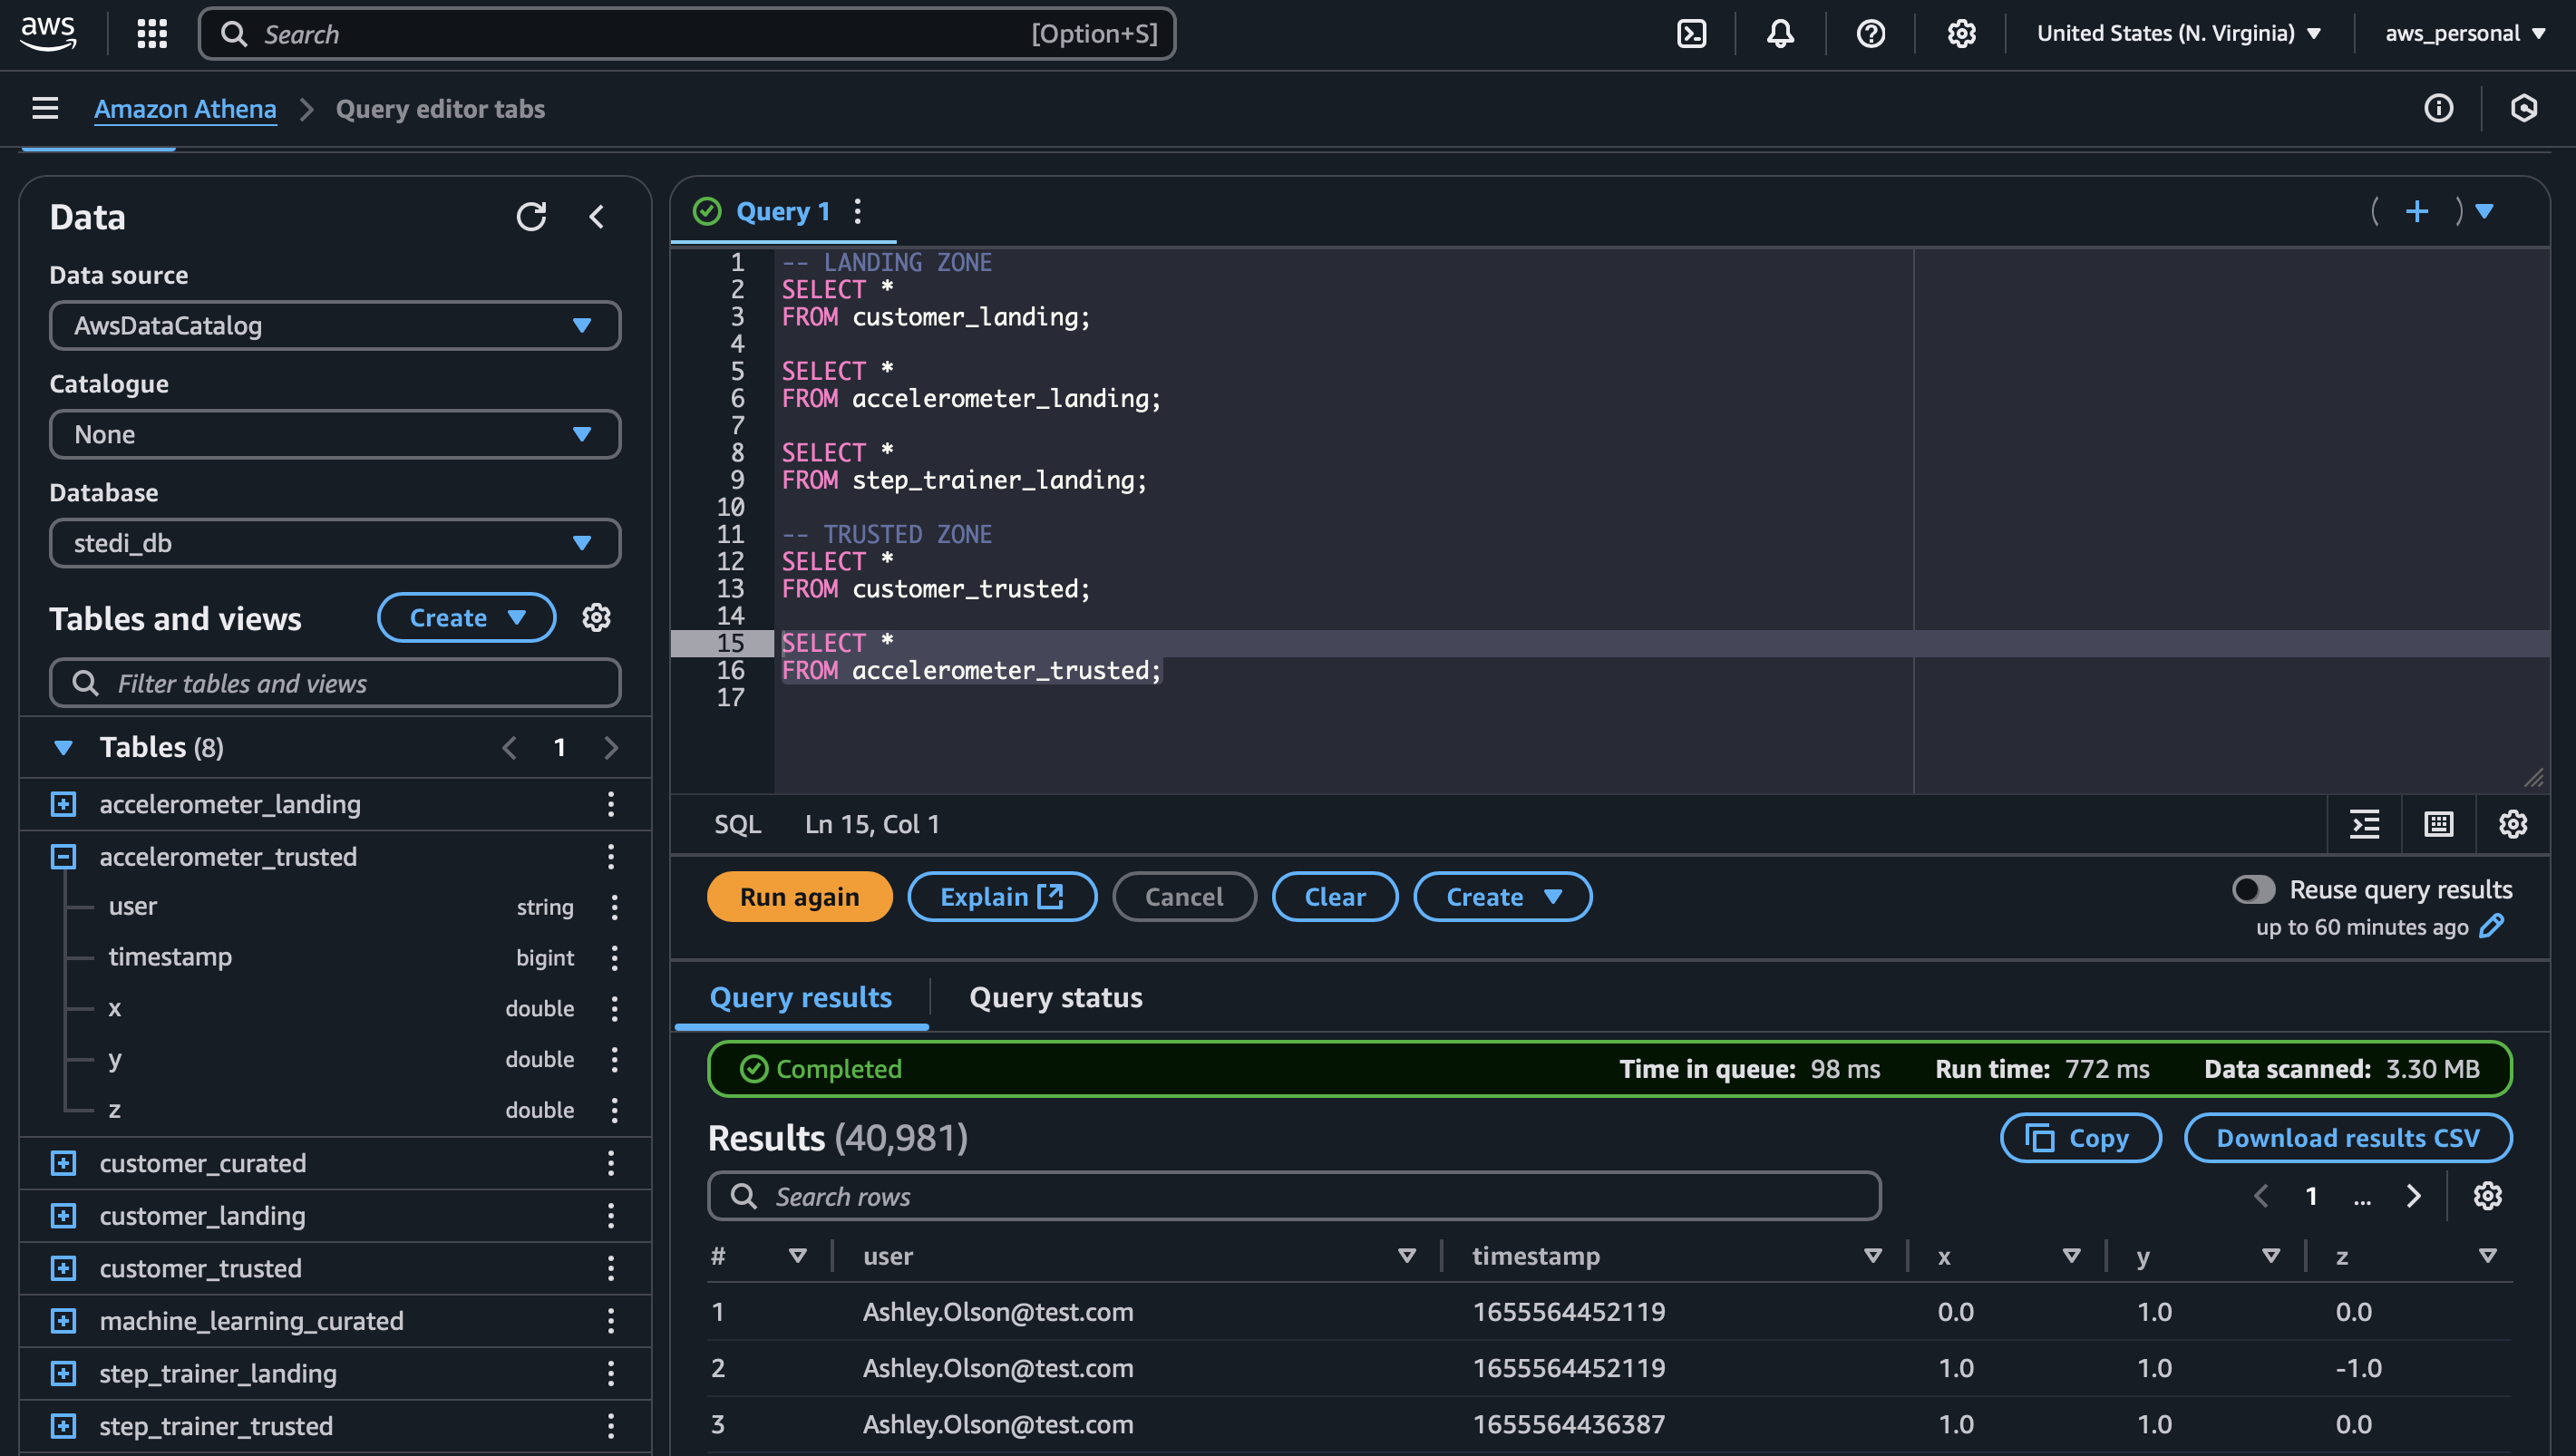 aws
Search
[Option+S]
United States (N. Virginia)
aws_personal
Amazon Athena
Query editor tabs
Data
Data source
AwsDataCatalog
Catalogue
None
Database
stedi_db
Tables and views
Create
Filter tables and views
Tables (8)
1
accelerometer_landing
accelerometer_trusted
user string
timestamp bigint
x double
y double
z double
customer_curated
customer_landing
customer_trusted
machine_learning_curated
step_trainer_landing
step_trainer_trusted
Query 1
1 -- LANDING ZONE
2 SELECT *
3 FROM customer_landing;
4
5 SELECT *
6 FROM accelerometer_landing;
7
8 SELECT *
9 FROM step_trainer_landing;
10
11 -- TRUSTED ZONE
12 SELECT *
13 FROM customer_trusted;
14
15 SELECT *
16 FROM accelerometer_trusted;
17
SQL Ln 15, Col 1
Run again
Explain
Cancel
Clear
Create
Reuse query results
up to 60 minutes ago
Query results
Query status
Completed
Time in queue: 98 ms
Run time: 772 ms
Data scanned: 3.30 MB
Results (40,981)
Copy
Download results CSV
Search rows
1 ...
# user timestamp x y z
1 Ashley.Olson@test.com 1655564452119 0.0 1.0 0.0
2 Ashley.Olson@test.com 1655564452119 1.0 1.0 -1.0
3 Ashley.Olson@test.com 1655564436387 1.0 1.0 0.0